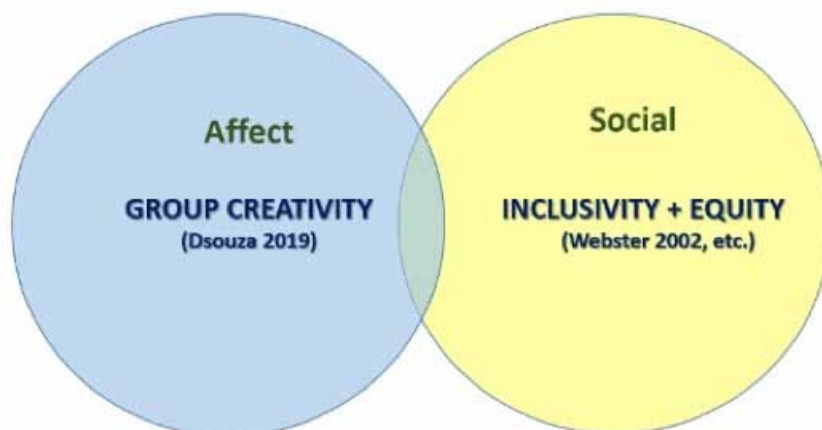 Affect
GROUP CREATIVITY
(Dsouza 2019)
Social
INCLUSIVITY + EQUITY
(Webster 2002, etc.)